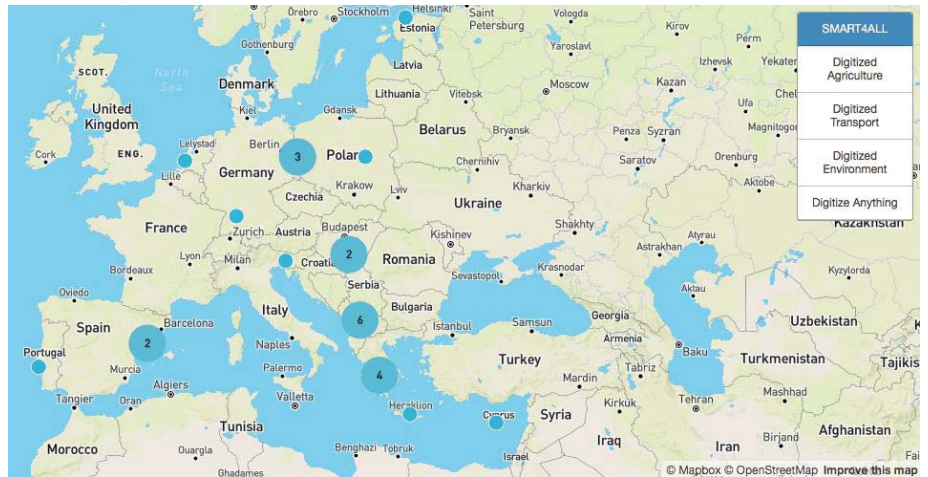 Örebro
Stockholm
Helsinki
Saint
Petersburg
Vologda
Kirov
Perm
SMART4ALL
Estonia
Gothenburg
Yaroslavl
Izhevsk
Yekater
Digitized
Agriculture
SCOT.
North
Sea
Latvia
Denmark
Moscow
Kazan
Chel
Lithuania
Vitebsk
Ufa
Digitized
Transport
United
Kingdom
Kiel
Gdansk
Belarus
Bryansk
Penza
Syzran
Magnitogor
Cork
ENG.
Lelystad
Berlin
3
Polar
Saratov
Orenburg
Digitized
Environment
Lille
Germany
Chernihiv
Aktobe
Krakow
Lviv
Kharkiv
Czechia
Ukraine
Digitize Anything
France
Zurich
Austria
Budapest
Kishinev
Shakhty
Kazakhstan
Lyon
Milan
Croatia
2
Romania
Astrakhan
Atyrau
Bordeaux
Sevastopol
Krasnodar
Kyzylorda
Oviedo
Serbia
Aktau
Italy
6
Bulgaria
Georgia
Spain
2
Barcelona
Istanbul
Samsun
Armenia
Uzbekistan
Naples
Portugal
Turkey
Baku
Turkmenistan
Tajikis
Murcia
4
Palermo
Mardin
Tabriz
Algiers
Tangier
Oran
Valletta
Heraklion
Cyprus
Syria
Kirkuk
Tehran
Mashhad
Tunisia
Afghanistan
Morocco
Ouargla
Benghazi
Tobruk
Israel
Iraq
Iran
Birjand
Ghadames
© Mapbox © OpenStreetMap Improve this map